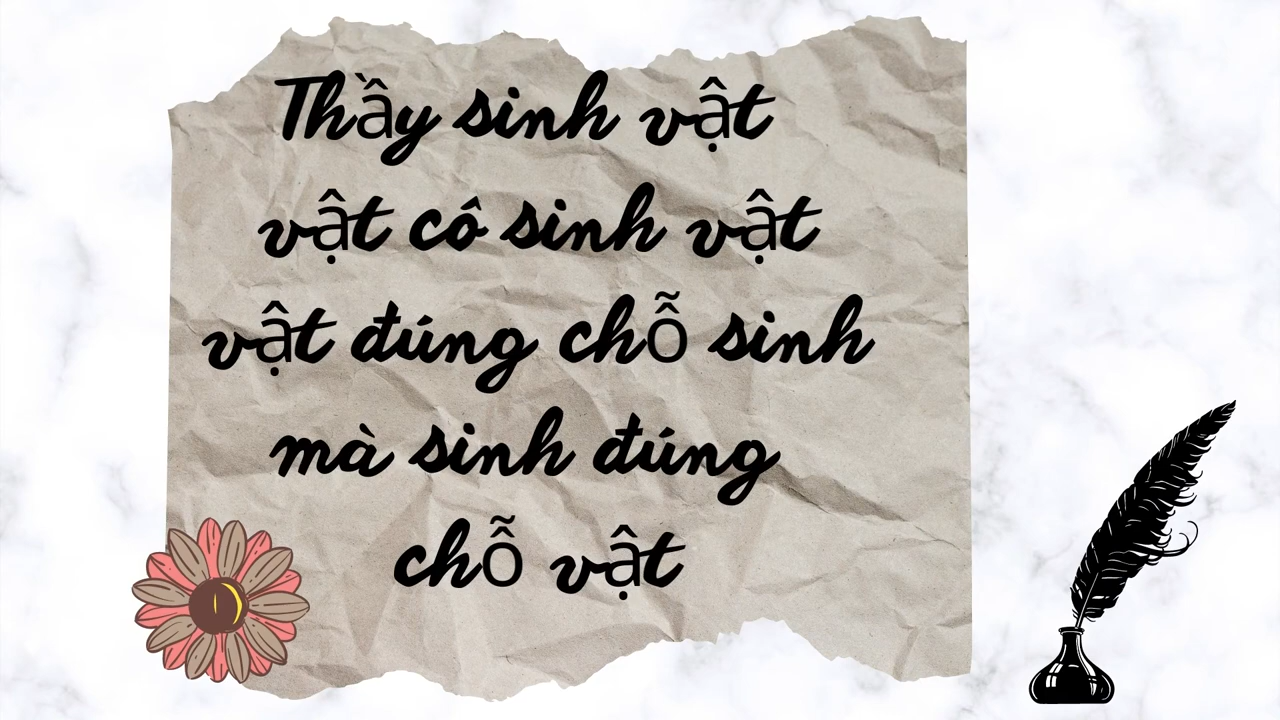 Thầy sinh vật
vật cô sinh vật
vật đúng chỗ sinh
mà sinh đúng
chỗ vật